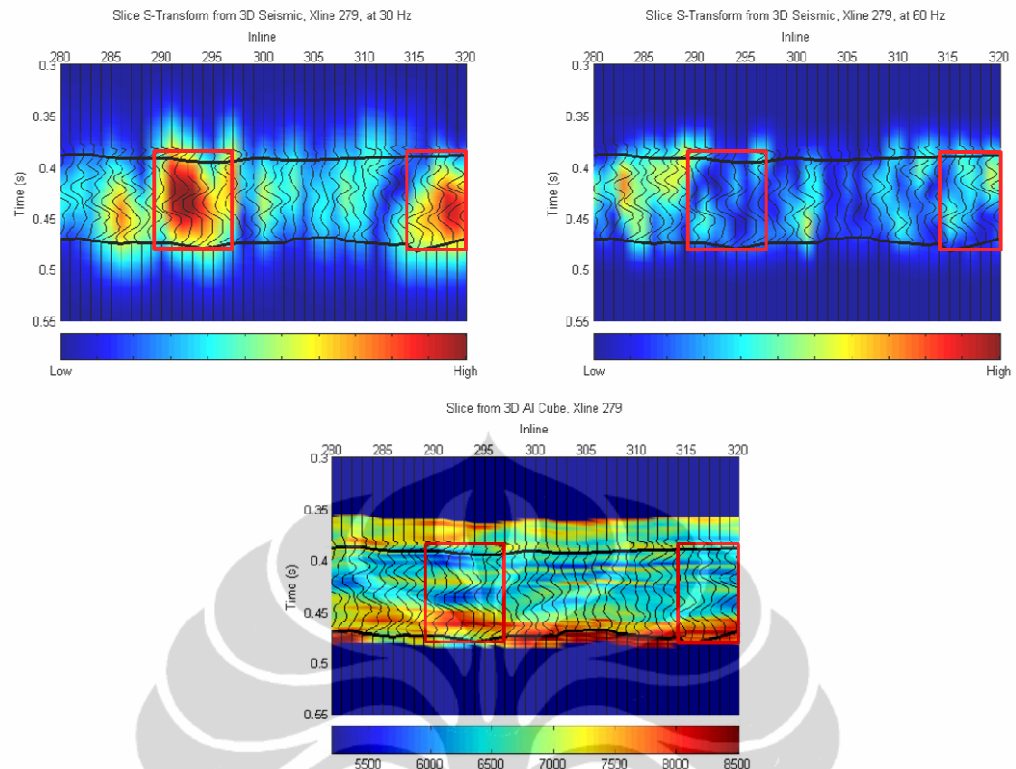 Slice S-Transform from 3D Seismic, Xline 279, at 30 Hz
Inline
280 285 290 295 300 305 310 315 320
0.3
0.35
0.4
0.45
0.5
0.55
Time (s)
Low High
Slice S-Transform from 3D Seismic, Xline 279, at 60 Hz
Inline
280 285 290 295 300 305 310 315 320
0.3
0.35
0.4
0.45
0.5
0.55
Time (s)
Low High
Slice from 3D AI Cube, Xline 279
Inline
280 285 290 295 300 305 310 315 320
0.3
0.35
0.4
0.45
0.5
0.55
Time (s)
5500 6000 6500 7000 7500 8000 8500